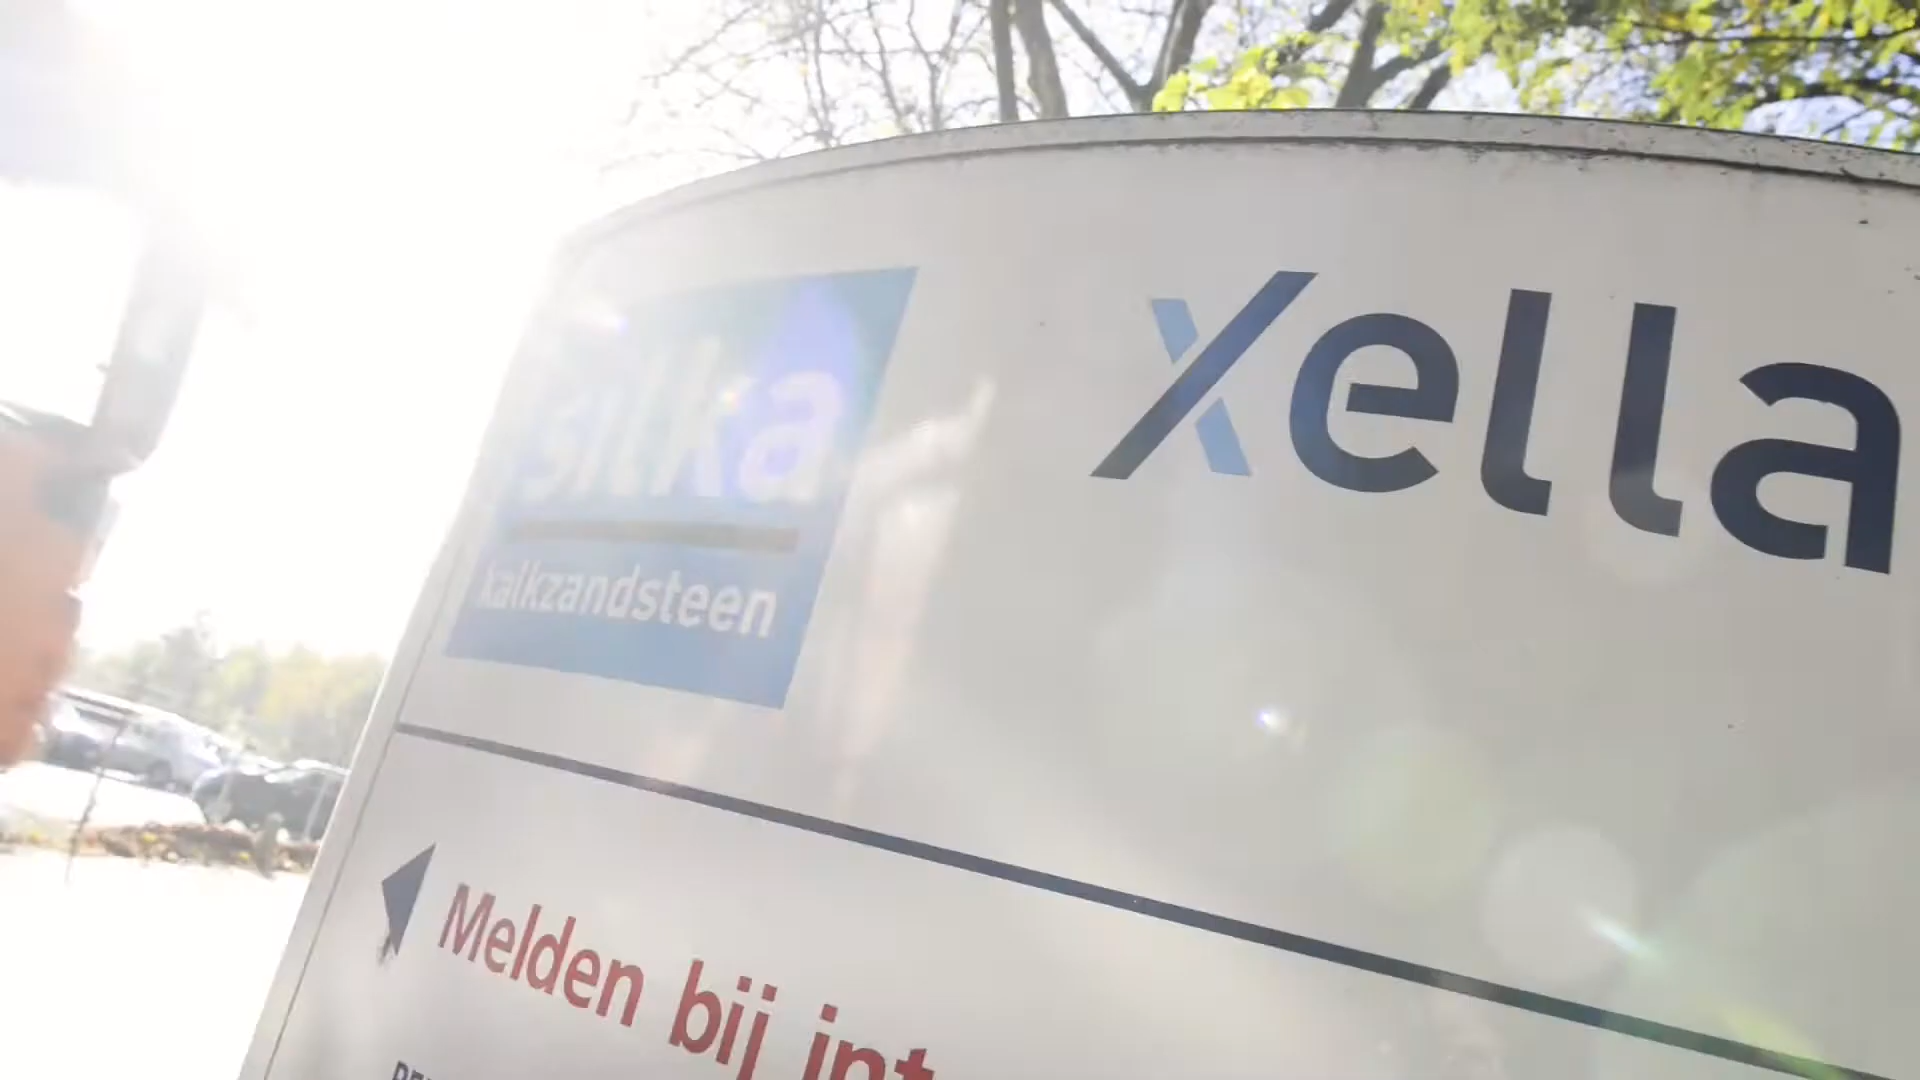 silka
kalkzandsteen
xella
Melden bij